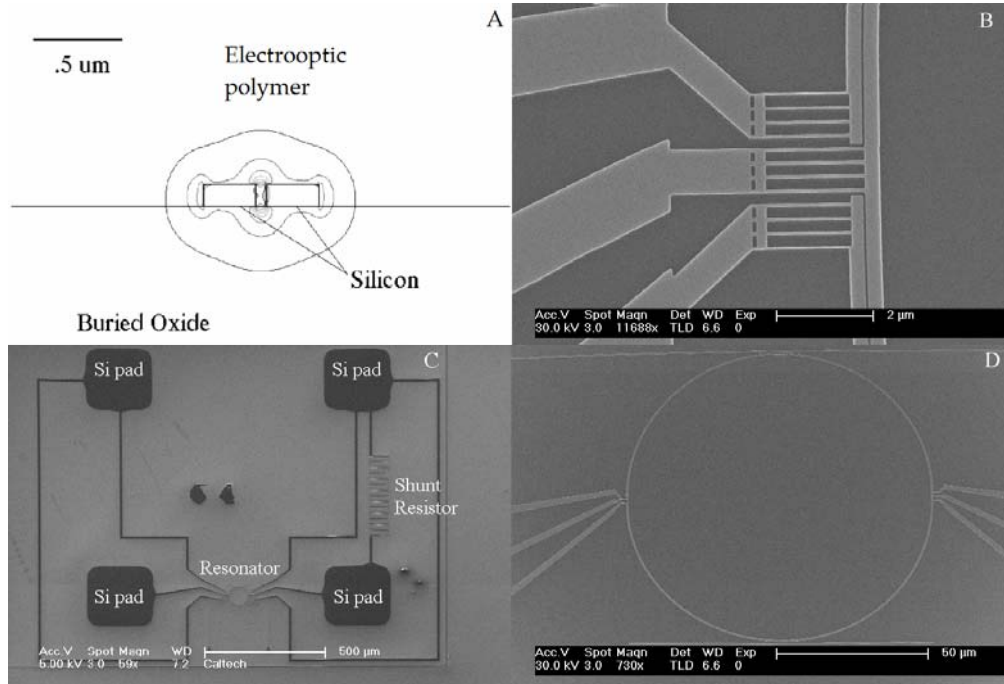 A
.5 um
Electrooptic
polymer
Silicon
Buried Oxide
B
Acc.V Spot Magn Det WD Exp
30.0 kV 3.0 11688x TLD 6.6 0
2 µm
C
Si pad
Si pad
Shunt
Resistor
Resonator
Si pad
Si pad
Acc.V Spot Magn WD
5.00 kV 3.0 59x 7.2 Caltech
500 µm
D
Acc.V Spot Magn Det WD Exp
30.0 kV 3.0 730x TLD 6.6 0
50 µm